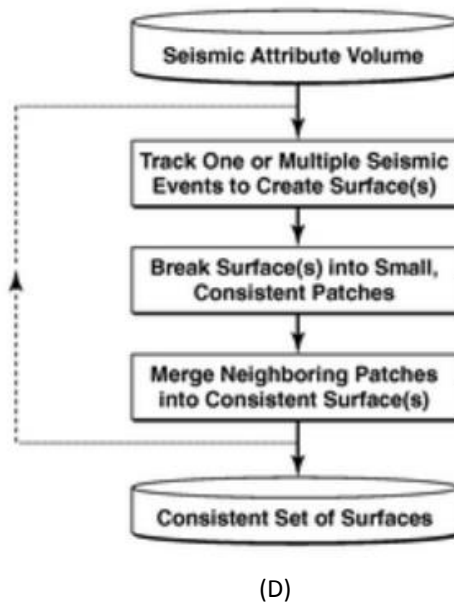 Seismic Attribute Volume
Track One or Multiple Seismic
Events to Create Surface(s)
Break Surface(s) into Small,
Consistent Patches
Merge Neighboring Patches
into Consistent Surface(s)
Consistent Set of Surfaces
(D)